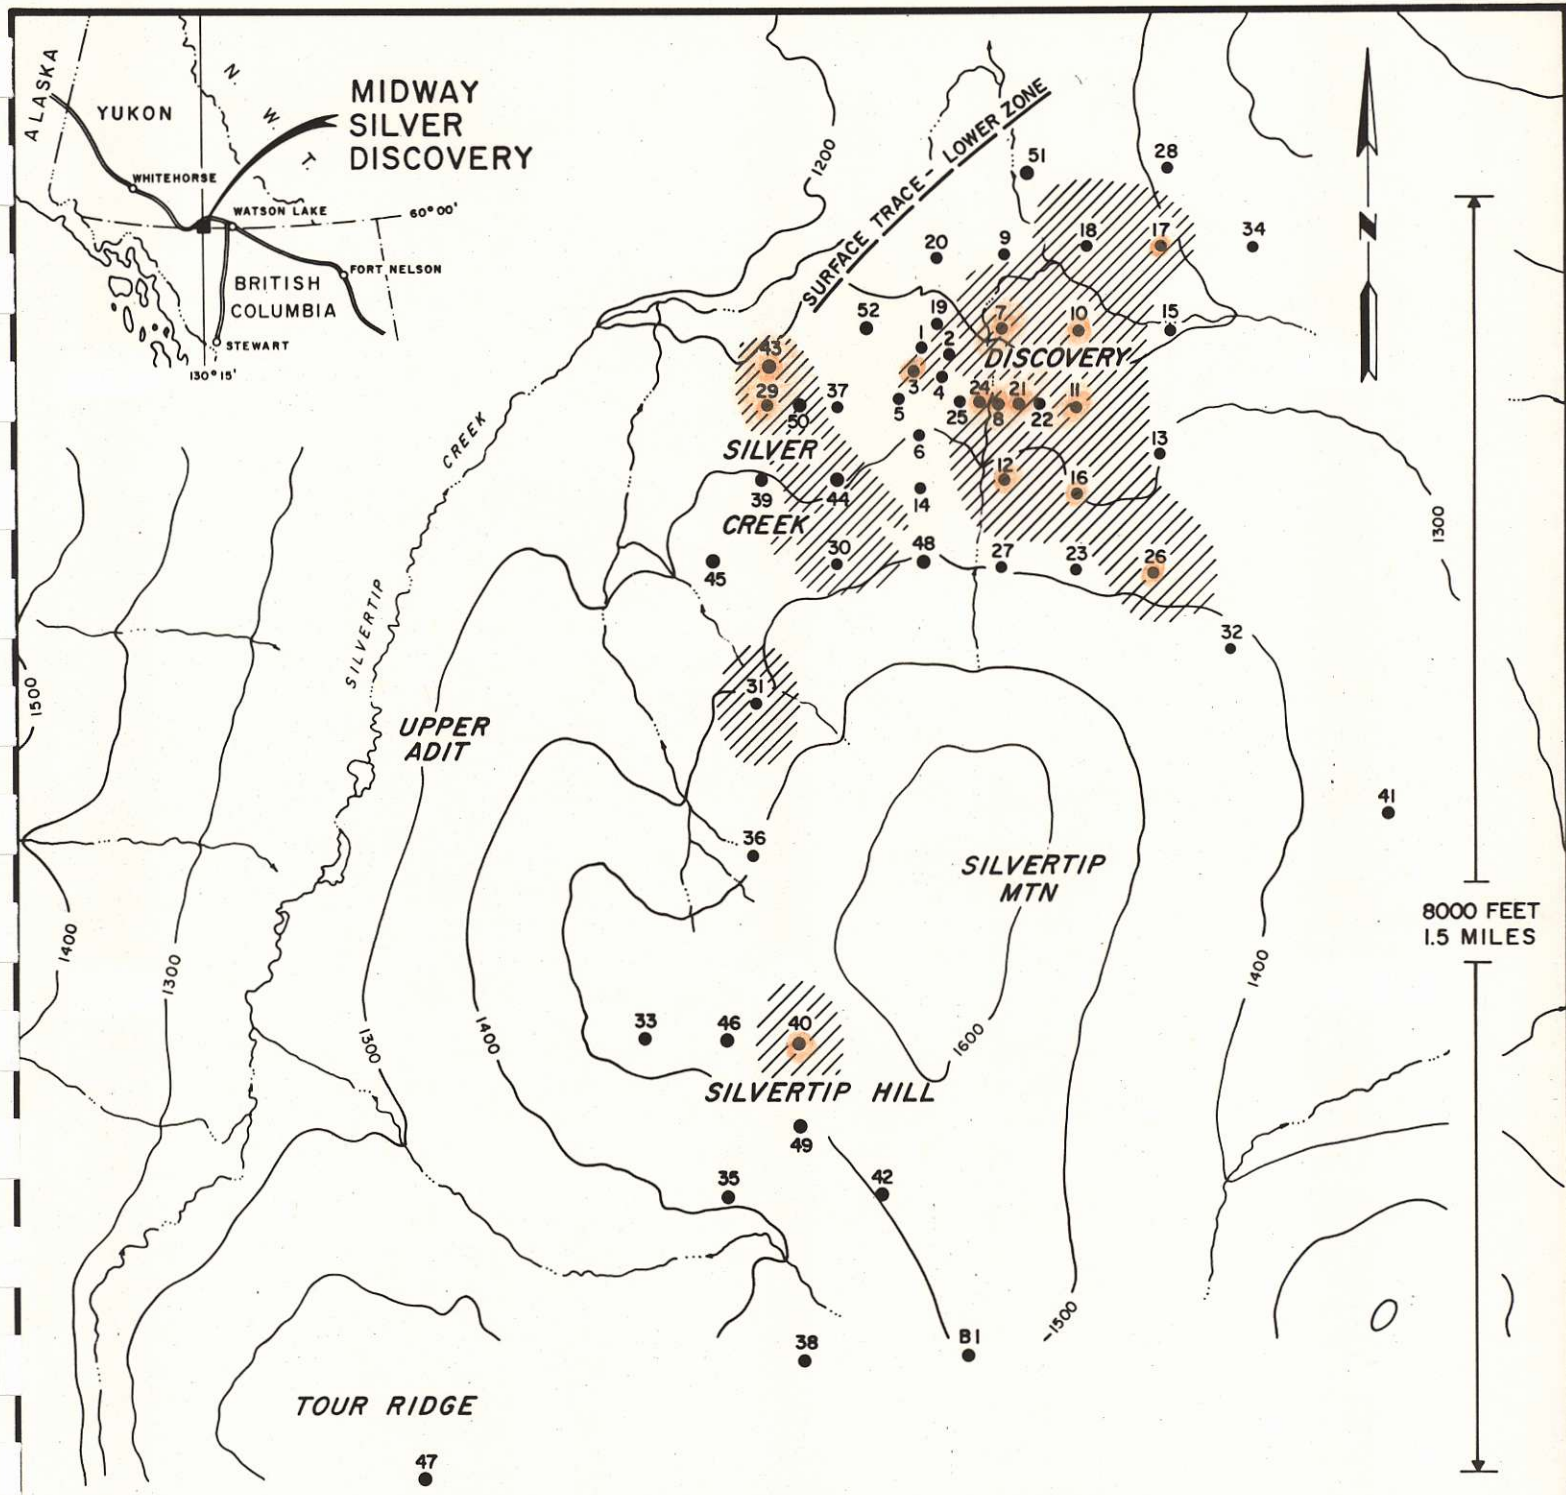 ALASKA
YUKON
N. W. T.
MIDWAY
SILVER
DISCOVERY
WHITEHORSE
WATSON LAKE
60°00'
FORT NELSON
BRITISH
COLUMBIA
STEWART
130°15'
1200
SURFACE TRACE - LOWER ZONE
N
51
28
18
17
34
20
9
52
19
7
10
15
1
2
DISCOVERY
43
3
4
29
50
37
5
25
24
8
21
22
11
SILVER
6
13
CREEK
39
44
14
12
16
CREEK
45
30
48
27
23
26
1300
SILVERTIP
32
31
1500
UPPER
ADIT
41
36
SILVERTIP
MTN
8000 FEET
1.5 MILES
1400
1300
1400
33
46
40
1300
1400
1600
SILVERTIP HILL
49
35
42
1500
38
B1
TOUR RIDGE
47